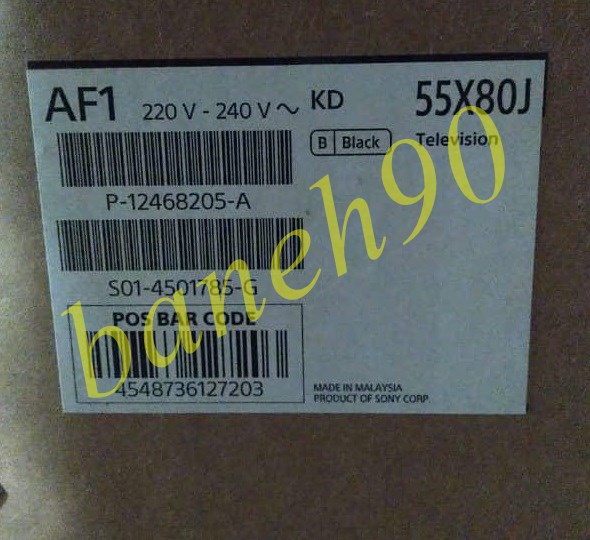 AF1 220 V - 240 V ~ KD 55X80J
B Black Television
P-12468205-A
S01-4501785-G
POS BAR CODE
4548736127203
MADE IN MALAYSIA
PRODUCT OF SONY CORP.
baneh90